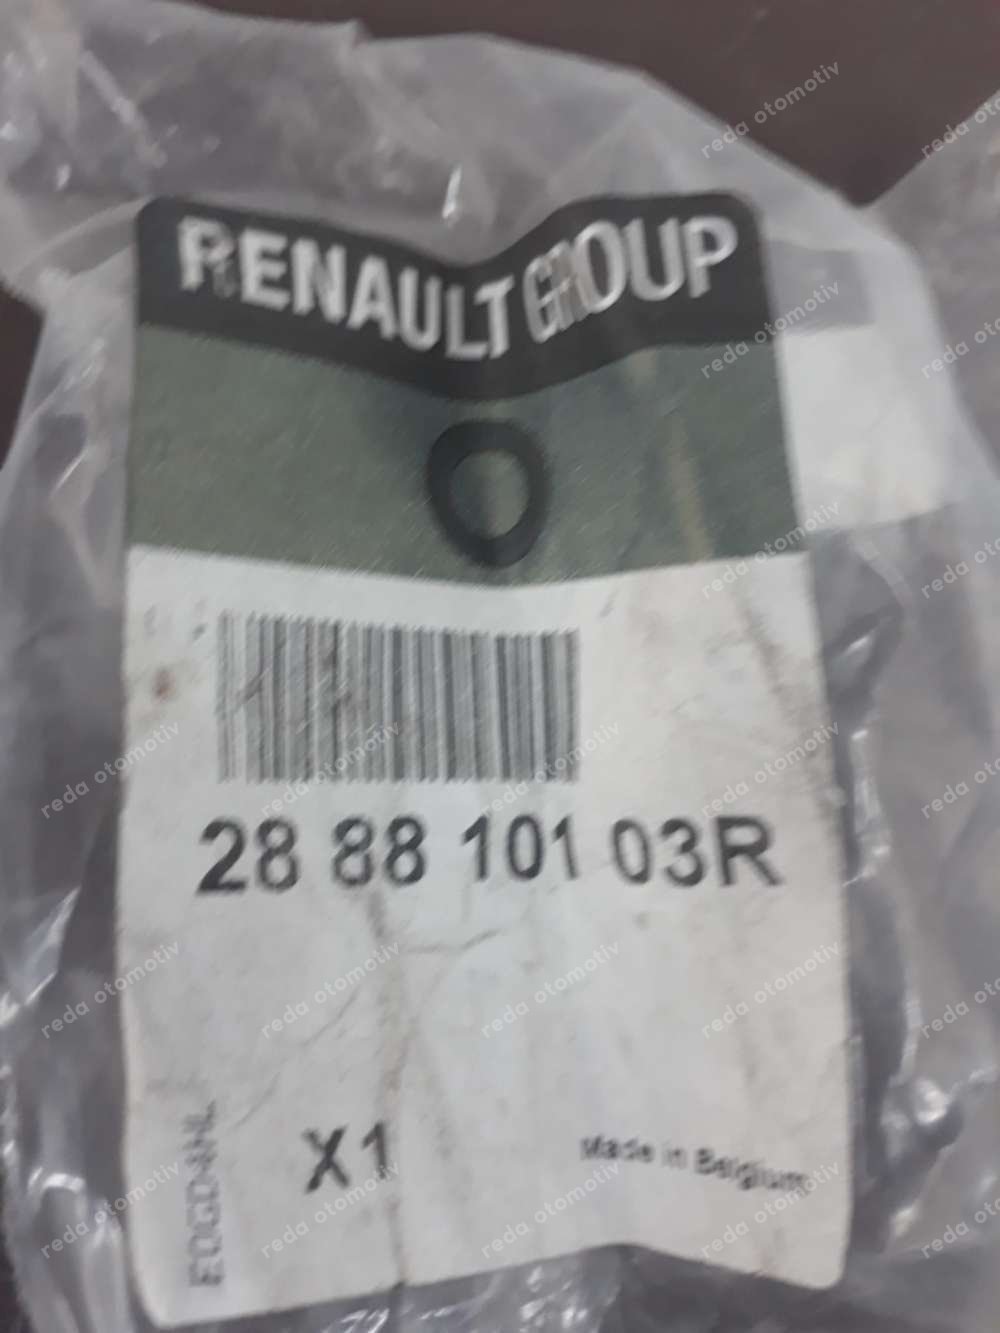 RENAULT GROUP
28 88 101 03R
X1
Made in Belgium
reda otomotiv